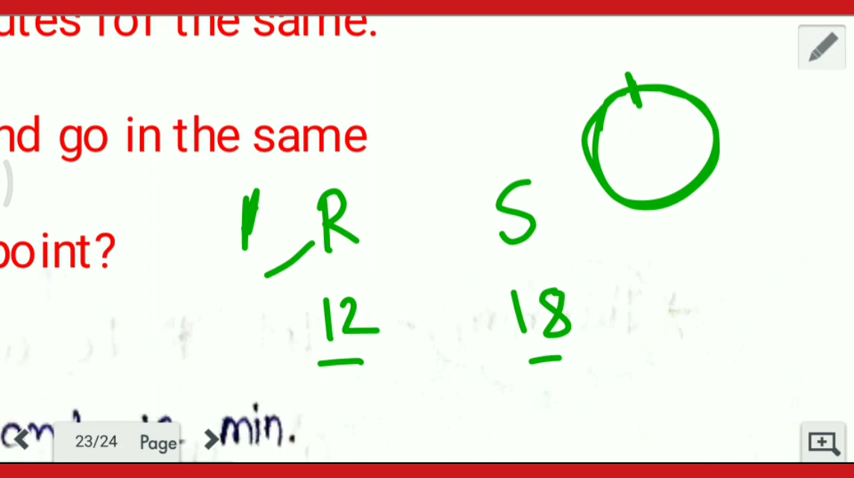 utes for the same.
nd go in the same
R S
point?
12 18
min.
23/24 Page